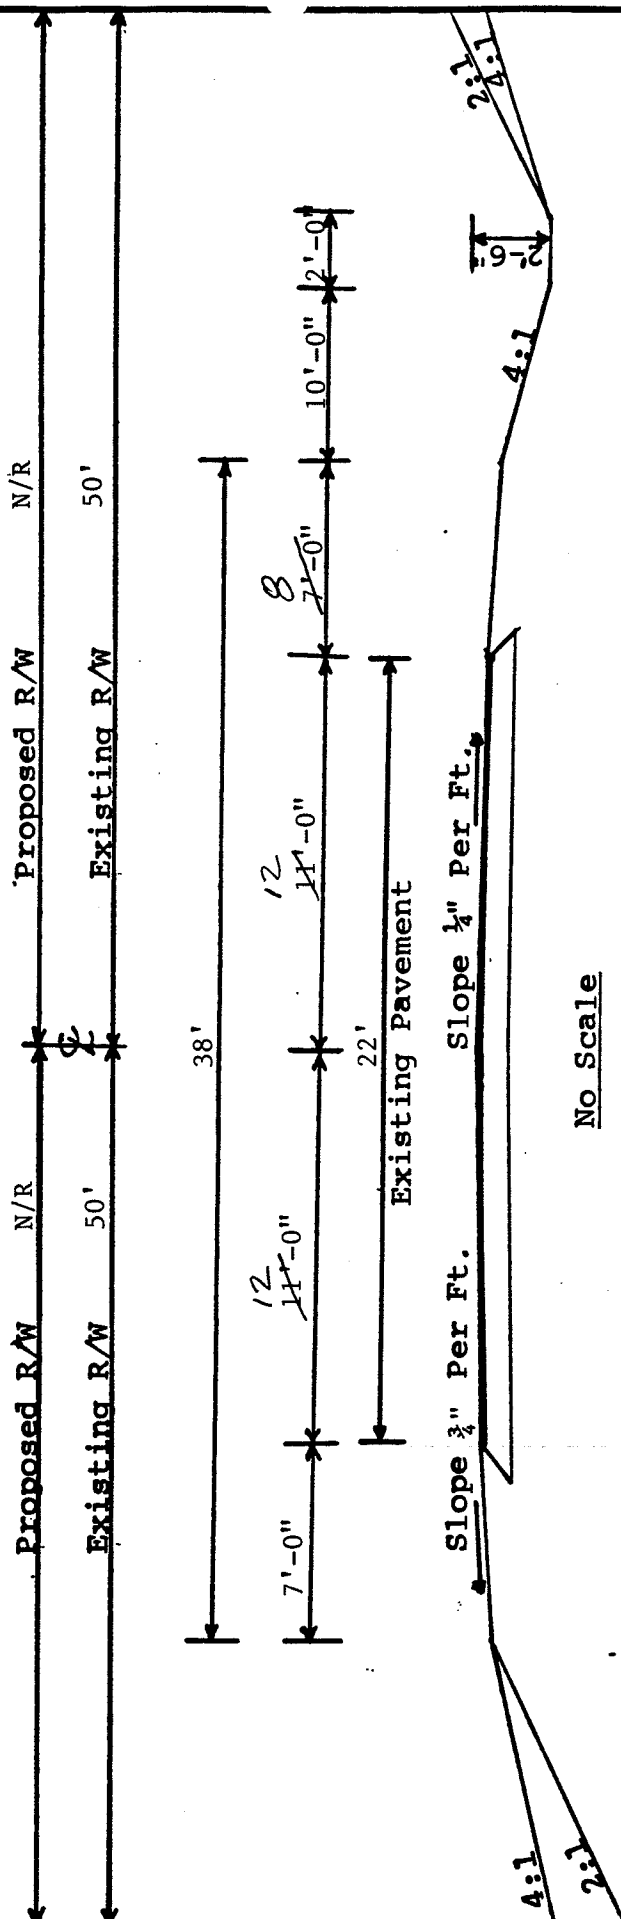 Proposed R/W N/R Proposed R/W N/R
Existing R/W 50' ℄ Existing R/W 50'
38'
12 12 8
7'-0" 11'-0" 11'-0" 7'-0" 10'-0" 2'-0"
22'
Existing Pavement
Slope ¾" Per Ft. Slope ¼" Per Ft. 2'-6"
4:1 2:1 4:1 2:1 4:1
No Scale